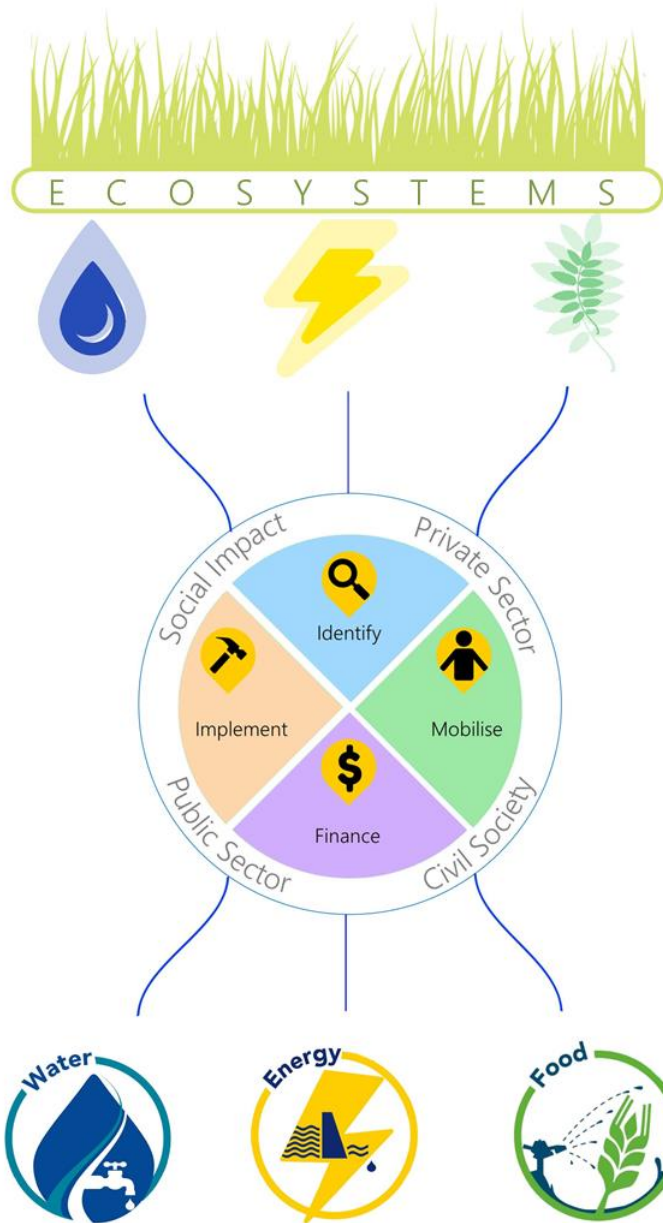 ECOSYSTEMS
Social Impact
Private Sector
Identify
Implement
Mobilise
Finance
Public Sector
Civil Society
Water
Energy
Food